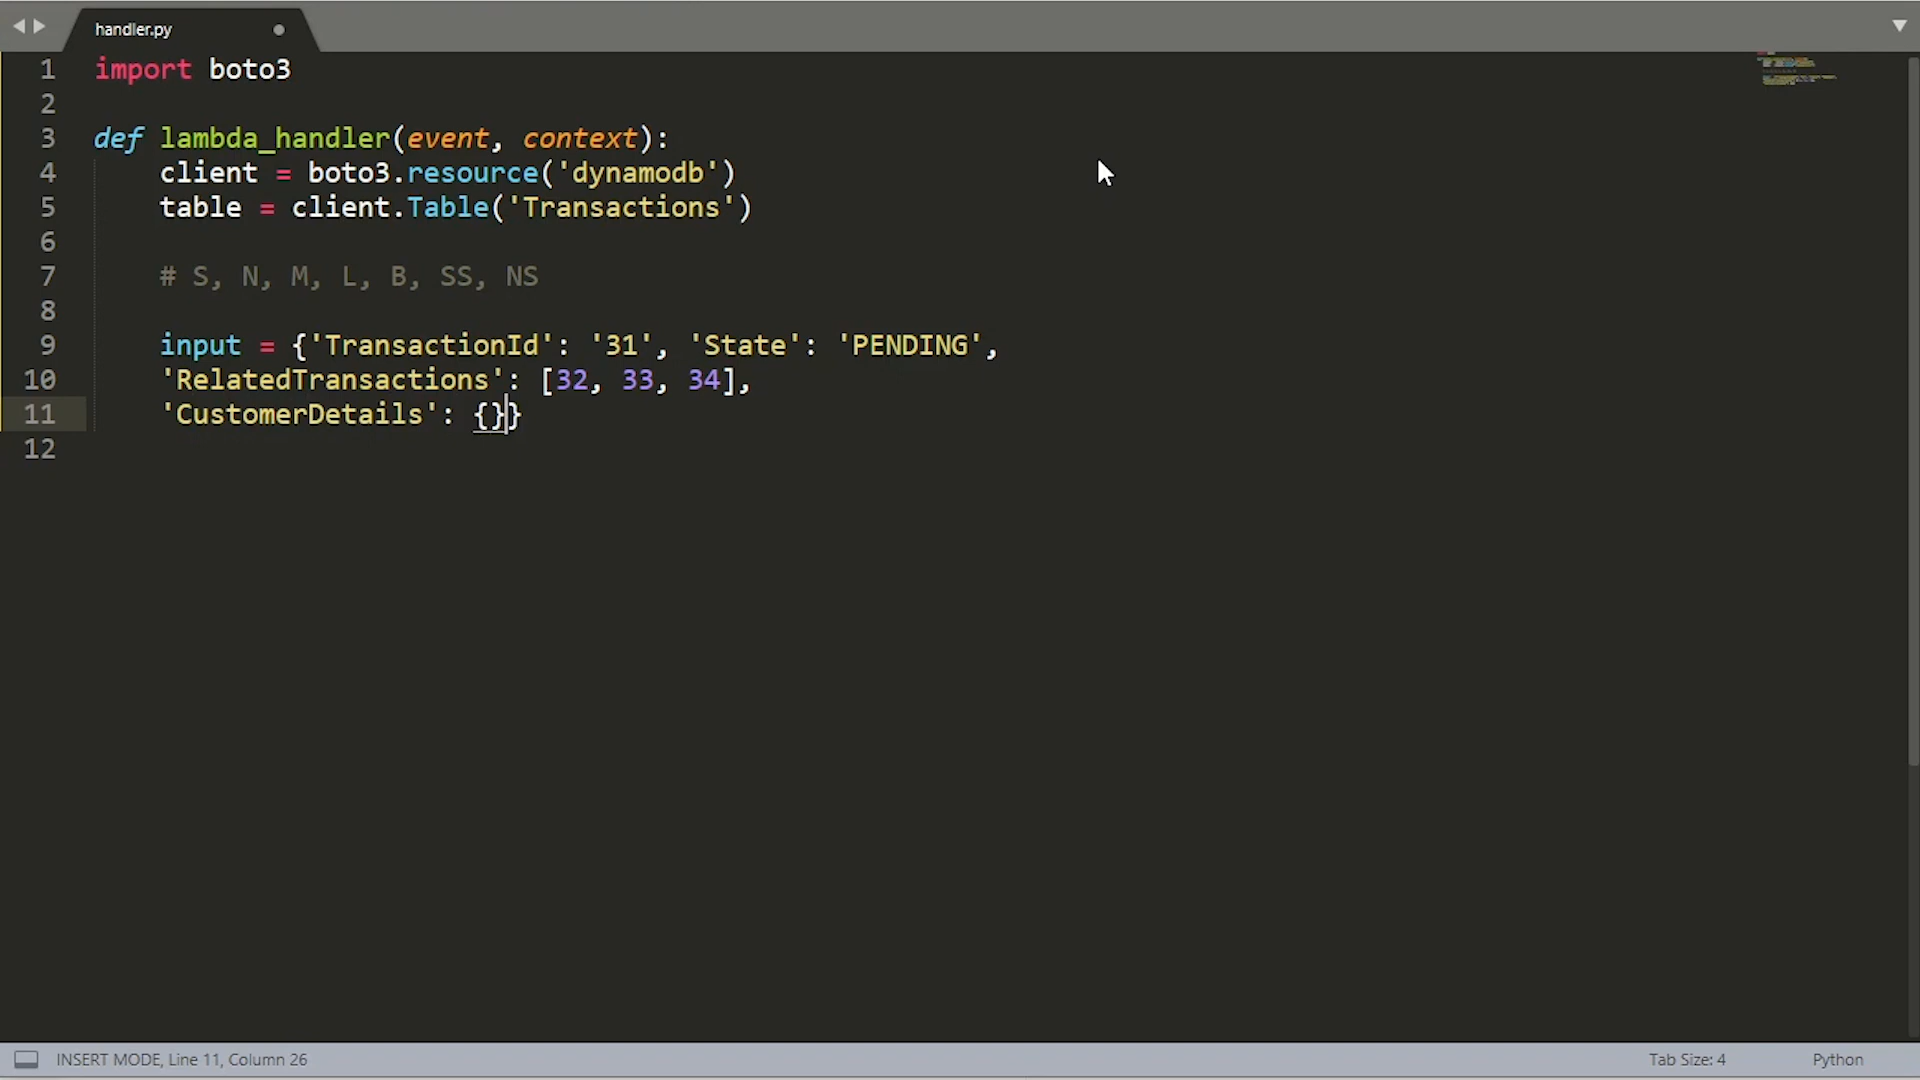 handler.py
1 import boto3
2
3 def lambda_handler(event, context):
4 client = boto3.resource('dynamodb')
5 table = client.Table('Transactions')
6
7 # S, N, M, L, B, SS, NS
8
9 input = {'TransactionId': '31', 'State': 'PENDING',
10 'RelatedTransactions': [32, 33, 34],
11 'CustomerDetails': {}}
12
INSERT MODE, Line 11, Column 26
Tab Size: 4
Python